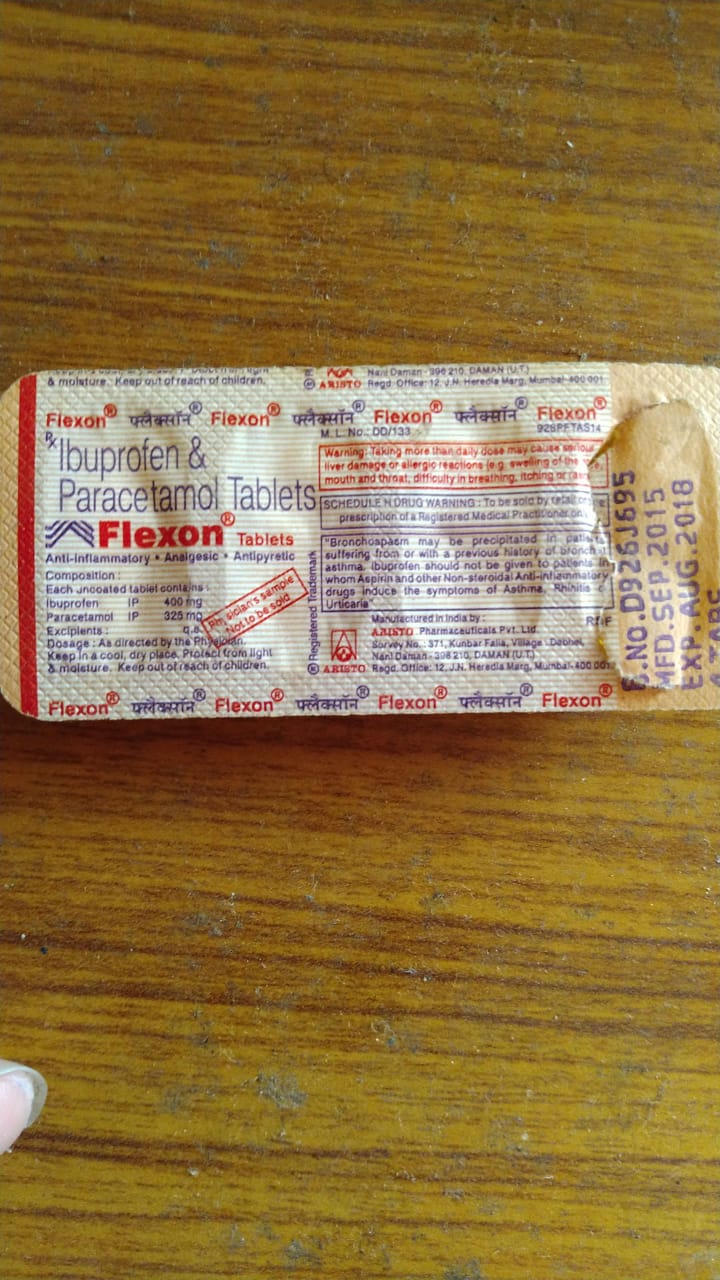 & moisture. Keep out of reach of children.
Nani Daman - 396 210, DAMAN (U.T.)
® ARISTO Regd. Office: 12, J.N. Heredia Marg, Mumbai-400 001
Flexon® फ्लैक्सॉन® Flexon® फ्लैक्सॉन® Flexon® फ्लैक्सॉन® Flexon®
M.L. No.: DD/133
928PFTAS14
Rx Ibuprofen &
Paracetamol Tablets
Flexon® Tablets
Anti-inflammatory • Analgesic • Antipyretic
Composition :
Each uncoated tablet contains :
Ibuprofen IP 400 mg
Paracetamol IP 325 mg
Excipients : q.s.
Dosage : As directed by the Physician.
Keep in a cool, dry place. Protect from light
& moisture. Keep out of reach of children.
Physician's sample
Not to be sold
® Registered Trademark
Warning: Taking more than daily dose may cause serious
liver damage or allergic reactions (e.g. swelling of the
mouth and throat, difficulty in breathing, itching or
SCHEDULE H DRUG WARNING : To be sold by retail on
prescription of a Registered Medical Practitioner
"Bronchospasm may be precipitated in patients
suffering from or with a previous history of bronchial
asthma. Ibuprofen should not be given to patients in
whom Aspirin and other Non-steroidal Anti-inflammatory
drugs induce the symptoms of Asthma, Rhinitis or
Urticaria"
Manufactured in India by :
ARISTO Pharmaceuticals Pvt. Ltd.
Survey No.: 371, Kunbar Falia, Village : Dabhel,
Nani Daman - 396 210, DAMAN (U.T.)
ARISTO Regd. Office: 12, J.N. Heredia Marg, Mumbai-400 001
Flexon® फ्लैक्सॉन® Flexon® फ्लैक्सॉन® Flexon® फ्लैक्सॉन® Flexon®
B.NO.D926J695
MFD.SEP.2015
EXP.AUG.2018